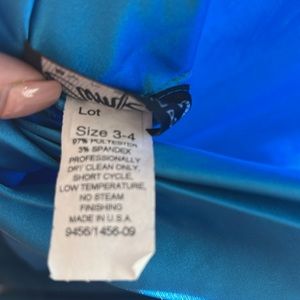 Lot
Size 3-4
97% POLYESTER
3% SPANDEX
PROFESSIONALLY
DRY CLEAN ONLY,
SHORT CYCLE,
LOW TEMPERATURE,
NO STEAM
FINISHING
MADE IN U.S.A.
9456/1456-09